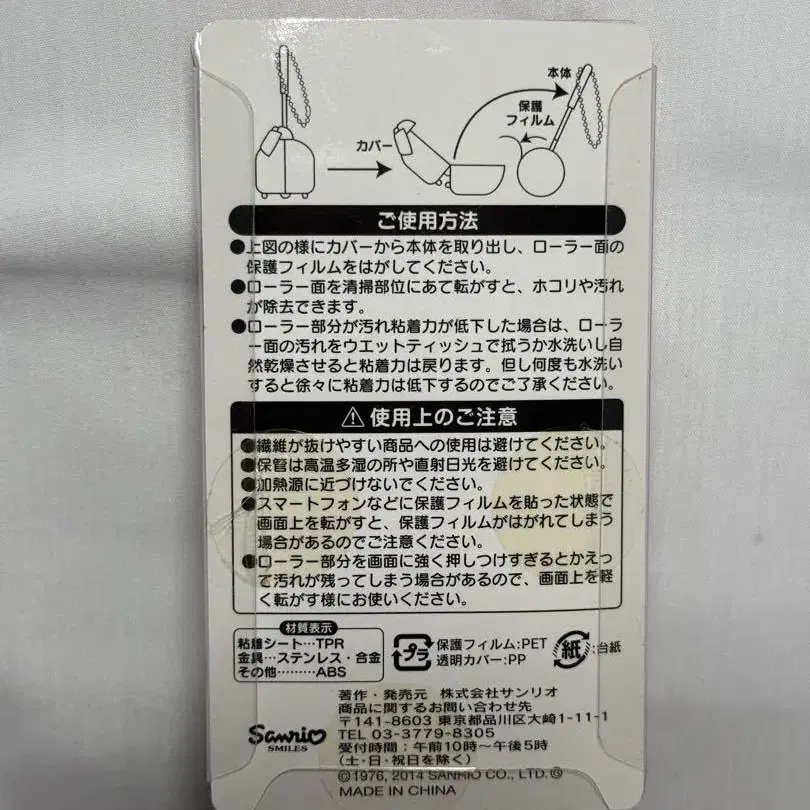 本体
保護
フィルム
カバー
ご使用方法
●上図の様にカバーから本体を取り出し、ローラー面の
保護フィルムをはがしてください。
●ローラー面を清掃部位にあて転がすと、ホコリや汚れ
が除去できます。
●ローラー部分が汚れ粘着力が低下した場合は、ローラ
ー面の汚れをウエットティッシュで拭うか水洗いし自
然乾燥させると粘着力は戻ります。但し何度も水洗い
すると徐々に粘着力は低下するのでご了承ください。
⚠使用上のご注意
●繊維が抜けやすい商品への使用は避けてください。
●保管は高温多湿の所や直射日光を避けてください。
●加熱源に近づけないでください。
●スマートフォンなどに保護フィルムを貼った状態で
画面上を転がすと、保護フィルムがはがれてしまう
場合があるのでご注意ください。
●ローラー部分を画面に強く押しつけすぎるとかえっ
て汚れが残ってしまう場合があるので、画面上を軽
く転がす様にお使いください。
材質表示
粘着シート…TPR
金具…ステンレス・合金
その他………ABS
プラ
保護フィルム:PET
透明カバー:PP
紙:台紙
著作・発売元 株式会社サンリオ
商品に関するお問い合わせ先
〒141-8603 東京都品川区大崎1-11-1
TEL 03-3779-8305
受付時間:午前10時〜午後5時
(土・日・祝日を除く)
Sanrio
SMILES
©1976, 2014 SANRIO CO., LTD.Ⓖ
MADE IN CHINA